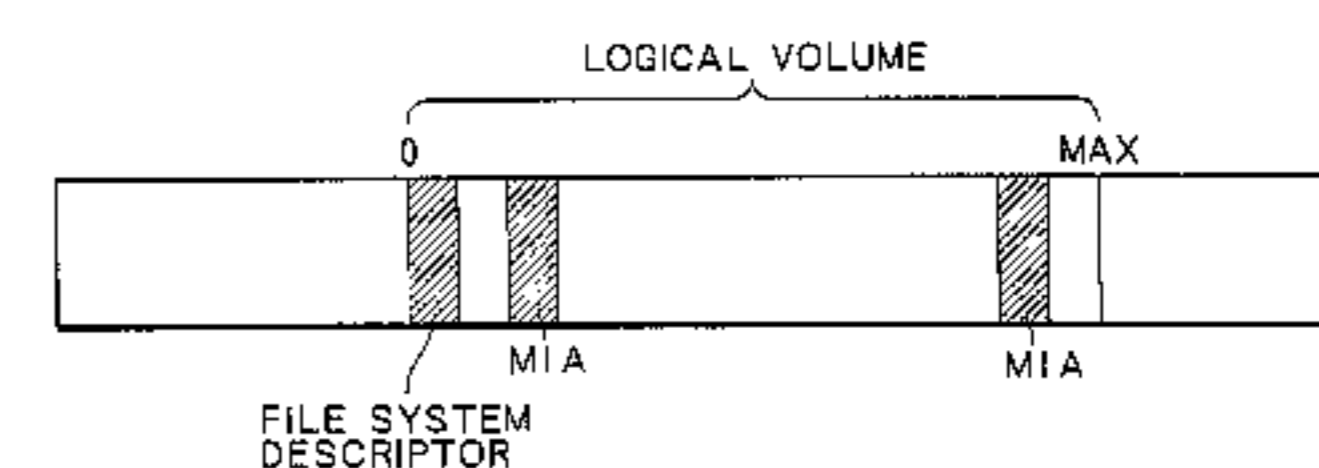 LOGICAL VOLUME
0
MAX
MIA
MIA
FILE SYSTEM
DESCRIPTOR